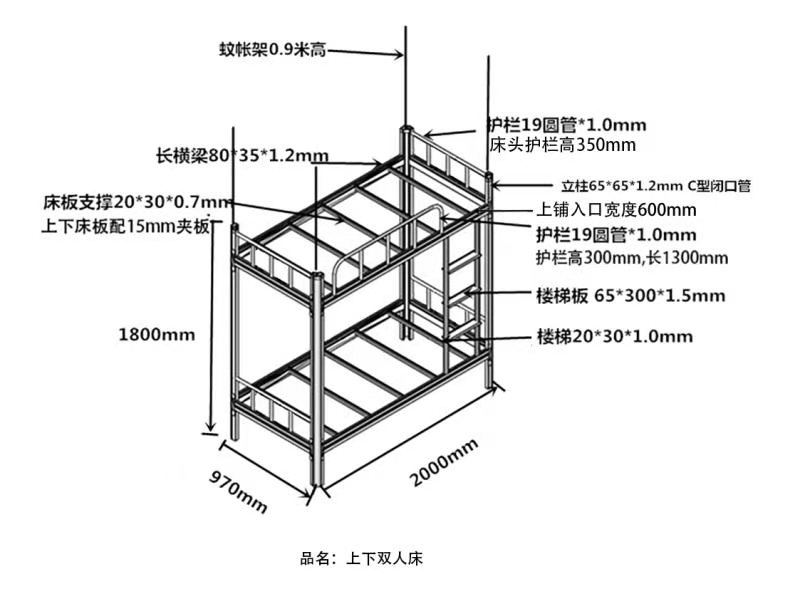 蚊帐架0.9米高
护栏19圆管*1.0mm
床头护栏高350mm
长横梁80*35*1.2mm
立柱65*65*1.2mm C型闭口管
床板支撑20*30*0.7mm
上下床板配15mm夹板
上铺入口宽度600mm
护栏19圆管*1.0mm
护栏高300mm,长1300mm
楼梯板 65*300*1.5mm
1800mm
楼梯20*30*1.0mm
970mm
2000mm
品名：上下双人床